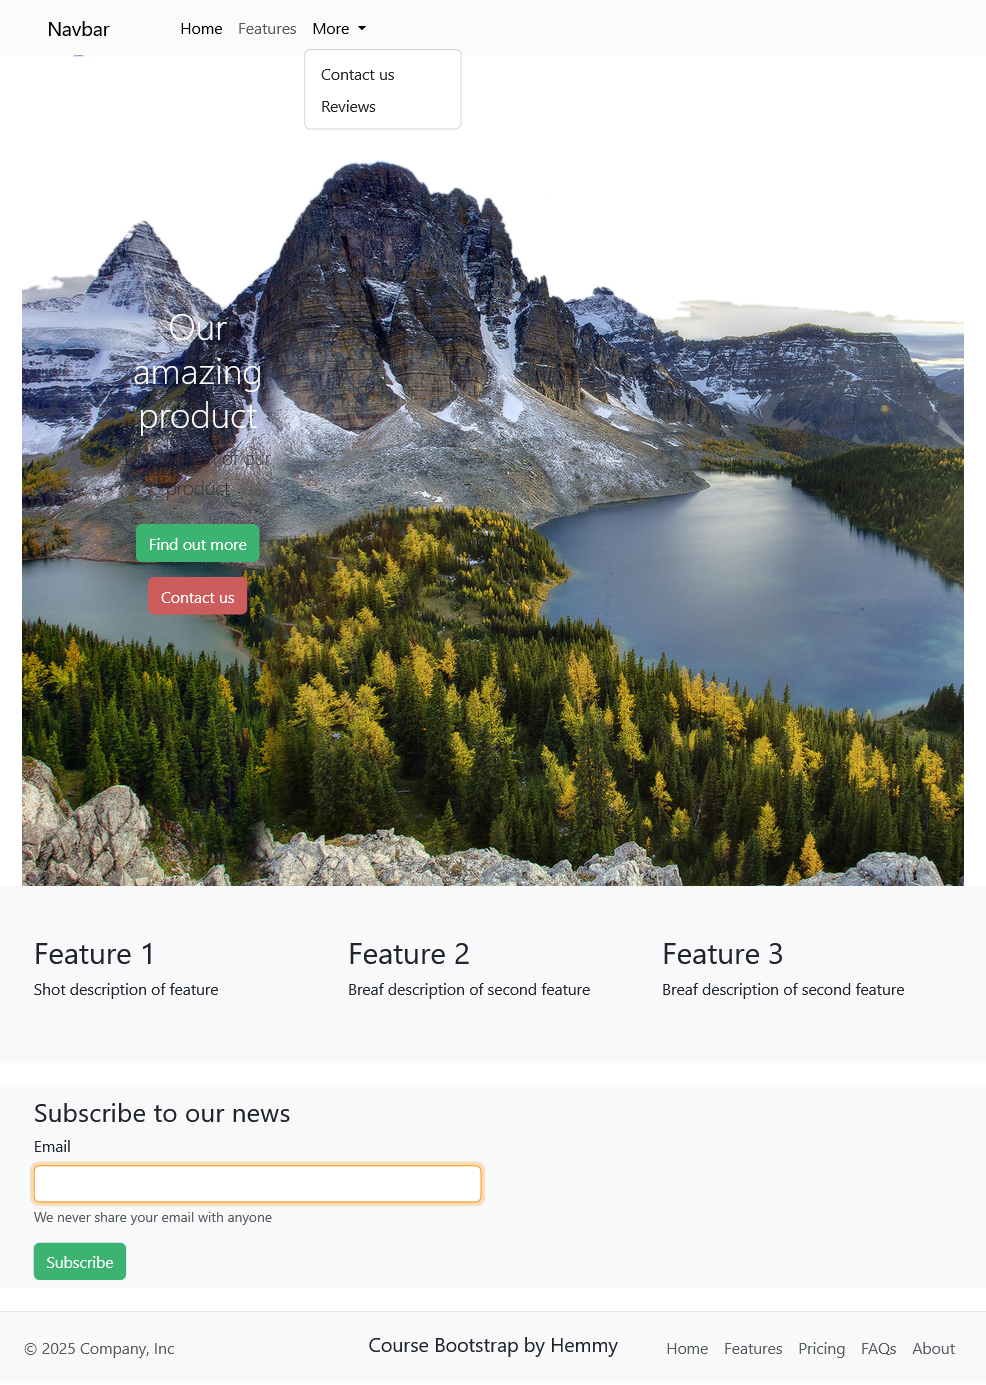 Navbar Home Features More
Contact us
Reviews
Our
amazing
product
of our
product
Find out more
Contact us
Feature 1 Feature 2 Feature 3
Shot description of feature Breaf description of second feature Breaf description of second feature
Subscribe to our news
Email
We never share your email with anyone
Subscribe
© 2025 Company, Inc Course Bootstrap by Hemmy Home Features Pricing FAQs About